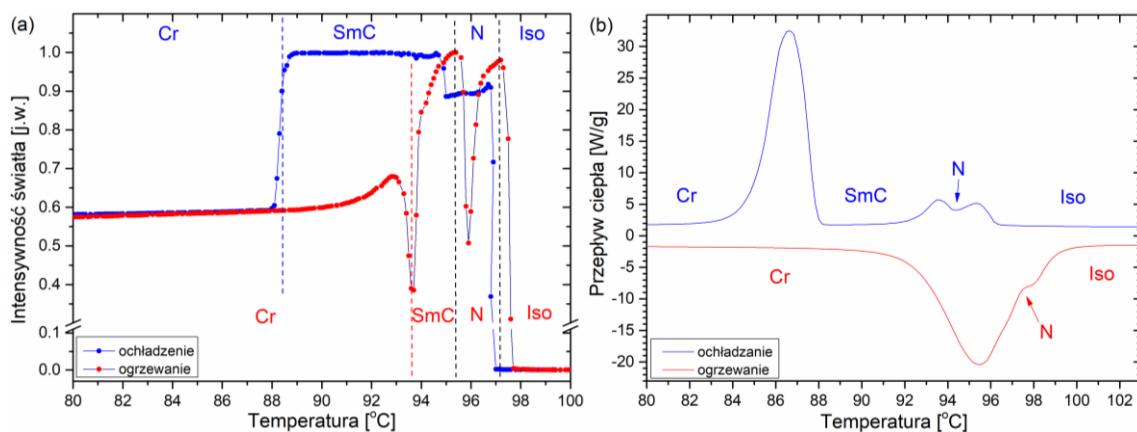 (a)
Cr
SmC
N
Iso
1.0
0.9
0.8
0.7
0.6
0.5
0.4
0.1
0.0
Intensywność światła [j.w.]
Cr
SmC
N
Iso
ochładzenie
ogrzewanie
80 82 84 86 88 90 92 94 96 98 100
Temperatura [°C]
(b)
30
25
20
15
10
5
0
-5
-10
-15
-20
Przepływ ciepła [W/g]
N
Cr
SmC
Iso
Cr
Iso
N
ochładzanie
ogrzewanie
80 82 84 86 88 90 92 94 96 98 100 102
Temperatura [°C]